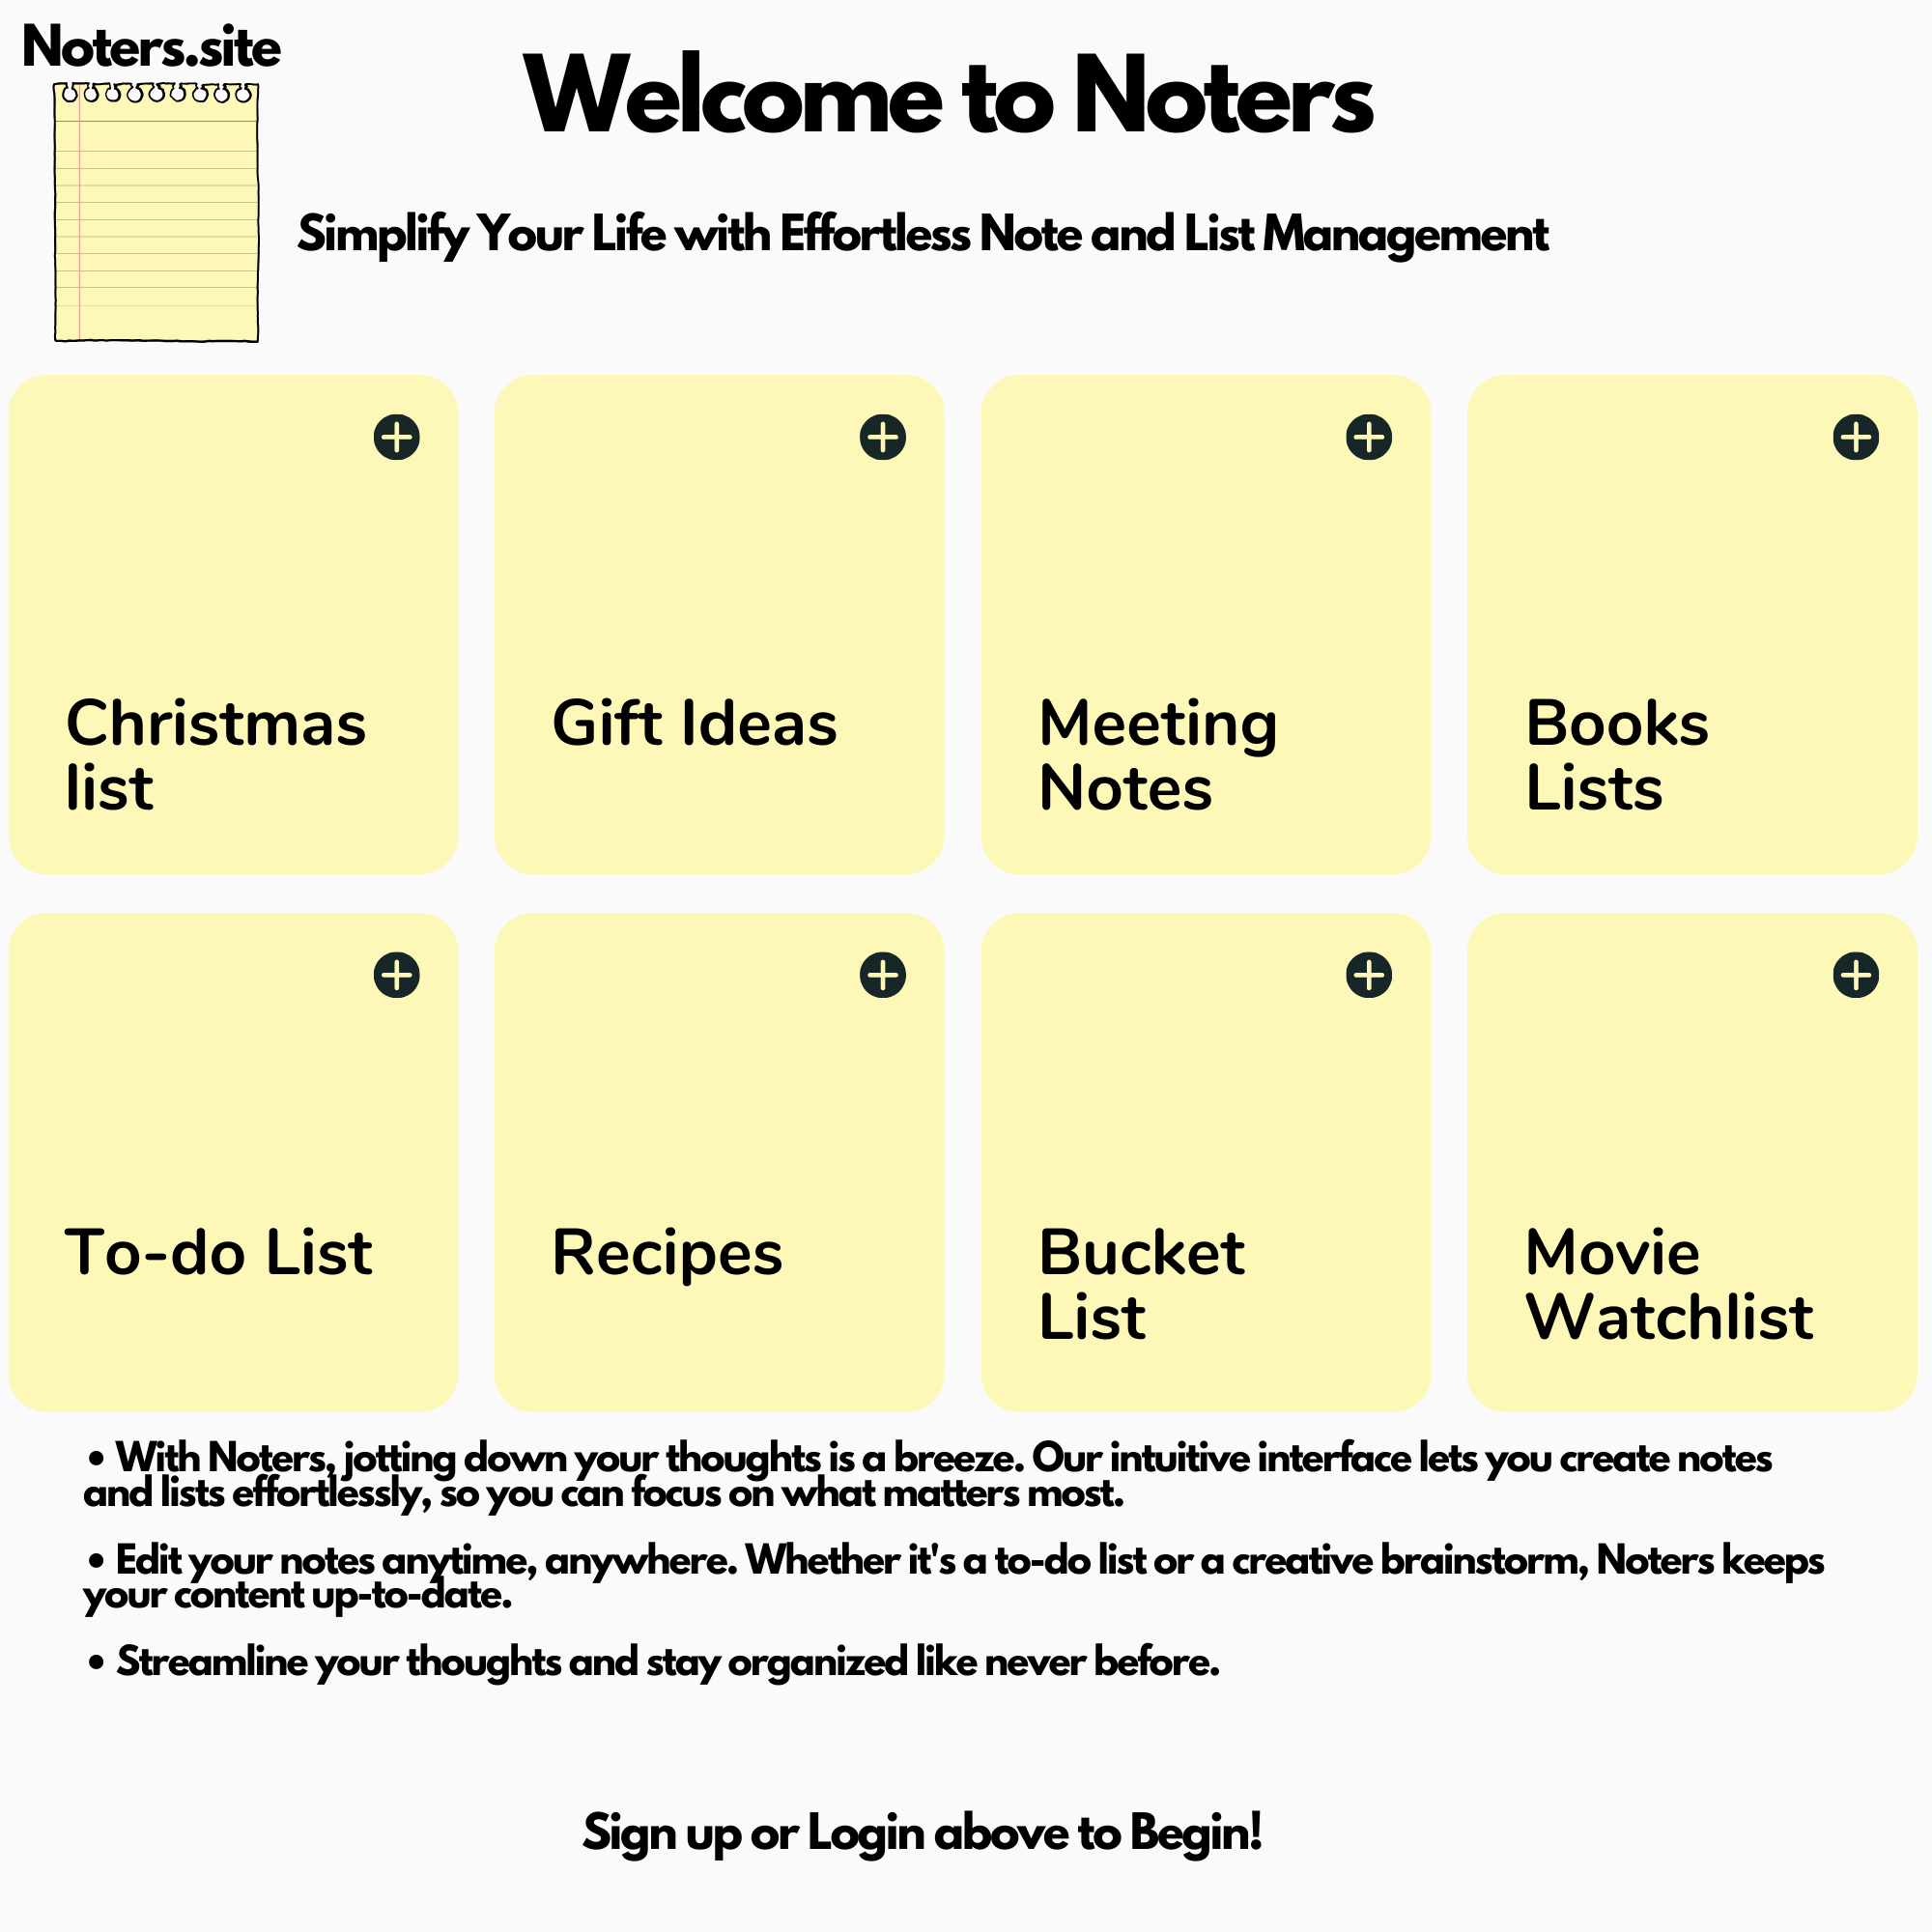 Noters.site
Welcome to Noters
Simplify Your Life with Effortless Note and List Management
Christmas
list
Gift Ideas
Meeting
Notes
Books
Lists
To-do List
Recipes
Bucket
List
Movie
Watchlist
• With Noters, jotting down your thoughts is a breeze. Our intuitive interface lets you create notes
and lists effortlessly, so you can focus on what matters most.
• Edit your notes anytime, anywhere. Whether it's a to-do list or a creative brainstorm, Noters keeps
your content up-to-date.
• Streamline your thoughts and stay organized like never before.
Sign up or Login above to Begin!